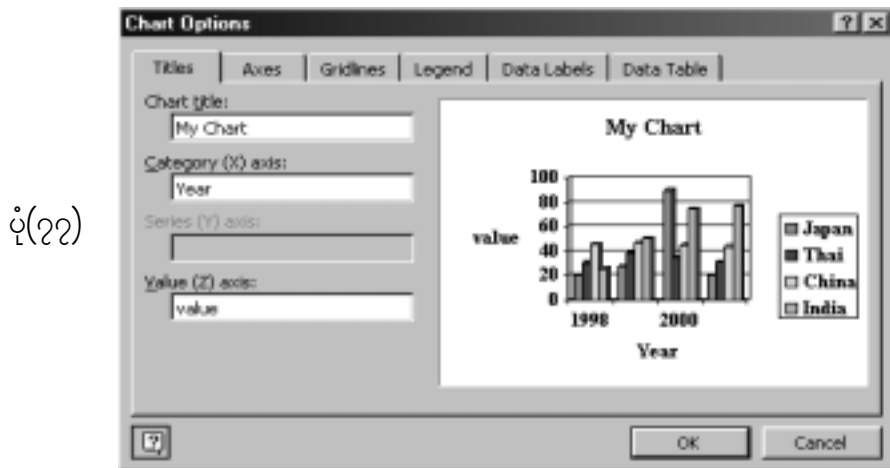 Chart Options
Titles Axes Gridlines Legend Data Labels Data Table
Chart title:
My Chart
Category (X) axis:
Year
Series (Y) axis:
Value (Z) axis:
value
My Chart
100
80
60
40
20
0
value
1998 2000
Year
Japan
Thai
China
India
ပုံ(၇၇)
OK Cancel